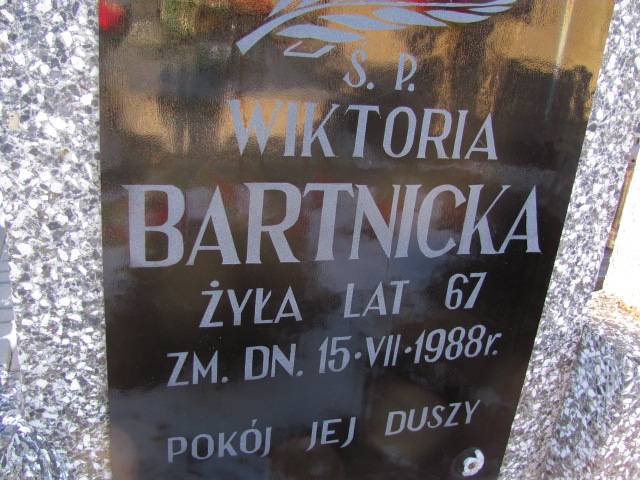 Ś. P.
WIKTORIA
BARTNICKA
ŻYŁA LAT 67
ZM. DN. 15·VII·1988r.
POKÓJ JEJ DUSZY